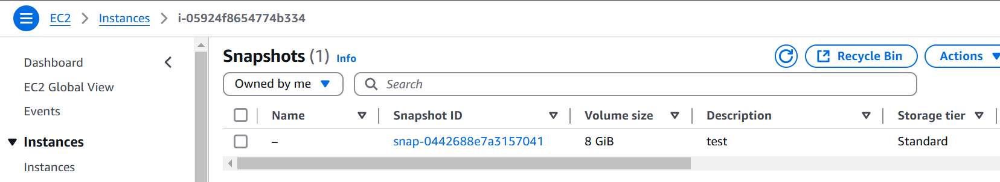 EC2 Instances i-05924f8654774b334
Dashboard
EC2 Global View
Events
Instances
Instances
Snapshots (1) Info
Recycle Bin Actions
Owned by me Search
Name Snapshot ID Volume size Description Storage tier
– snap-0442688e7a3157041 8 GiB test Standard